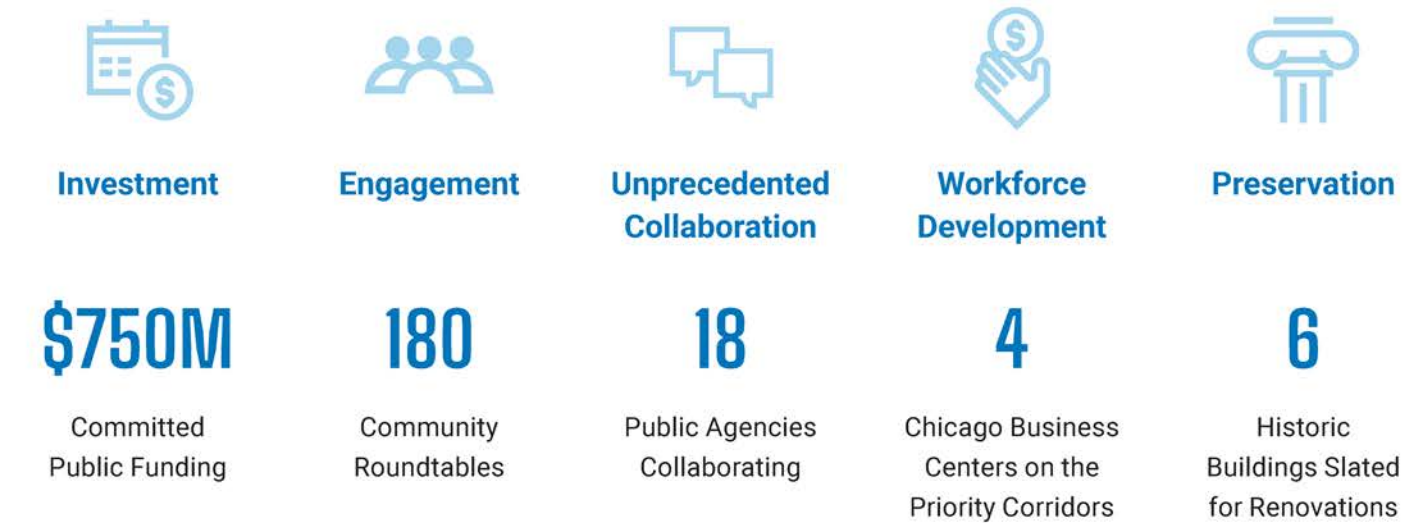 Investment
$750M
Committed
Public Funding
Engagement
180
Community
Roundtables
Unprecedented
Collaboration
18
Public Agencies
Collaborating
Workforce
Development
4
Chicago Business
Centers on the
Priority Corridors
Preservation
6
Historic
Buildings Slated
for Renovations